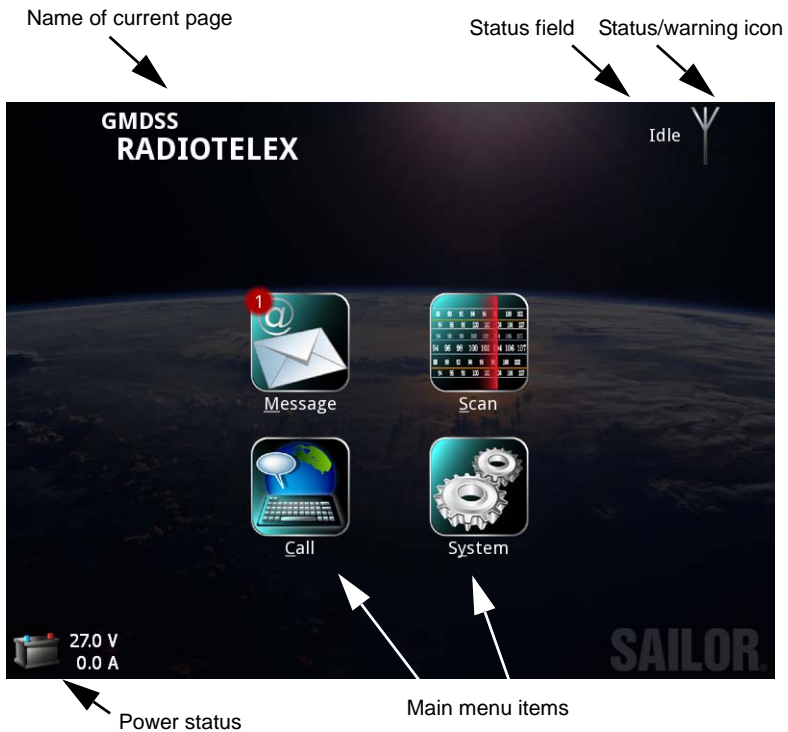 Name of current page
Status field
Status/warning icon
GMDSS
RADIOTELEX
Idle
1
@
Message
Scan
Call
System
27.0 V
0.0 A
SAILOR
Power status
Main menu items